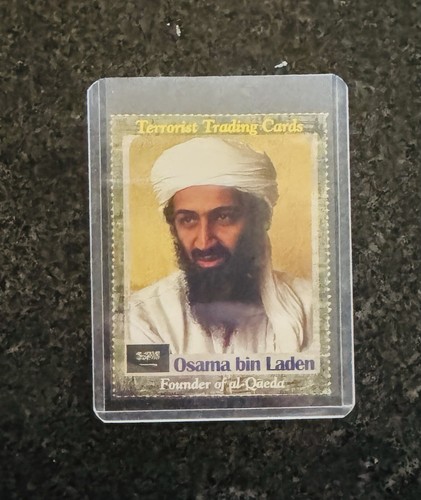 Terrorist Trading Cards
Osama bin Laden
Founder of al-Qaeda